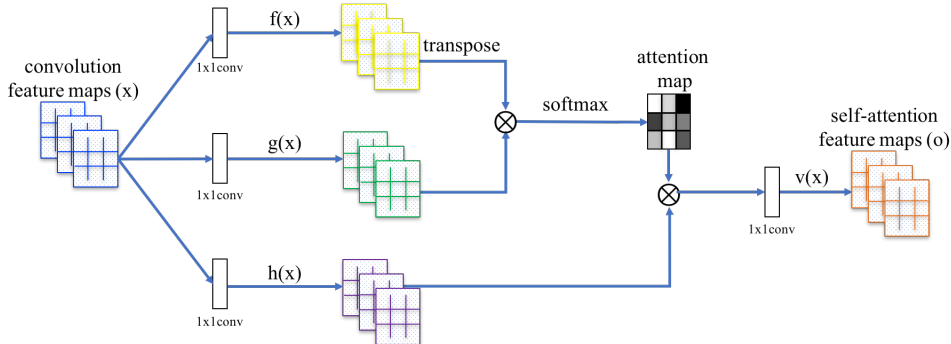 convolution
feature maps (x)
1x1conv
f(x)
transpose
1x1conv
g(x)
1x1conv
h(x)
softmax
attention
map
1x1conv
v(x)
self-attention
feature maps (o)